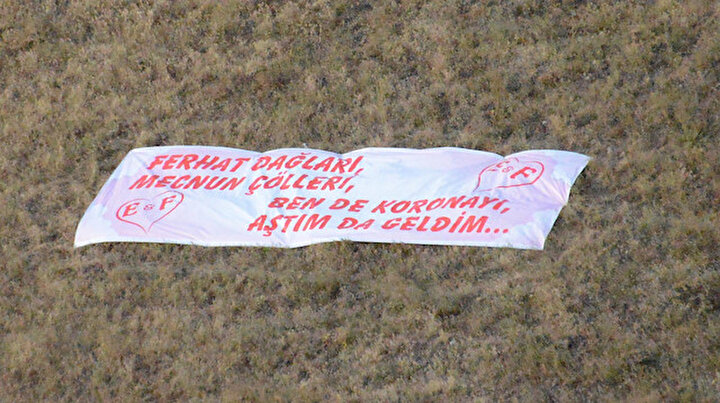 FERHAT DAĞLARI,
MECNUN ÇÖLLERİ,
BEN DE KORONAYI,
AŞTIM DA GELDİM...
E & F
E & F